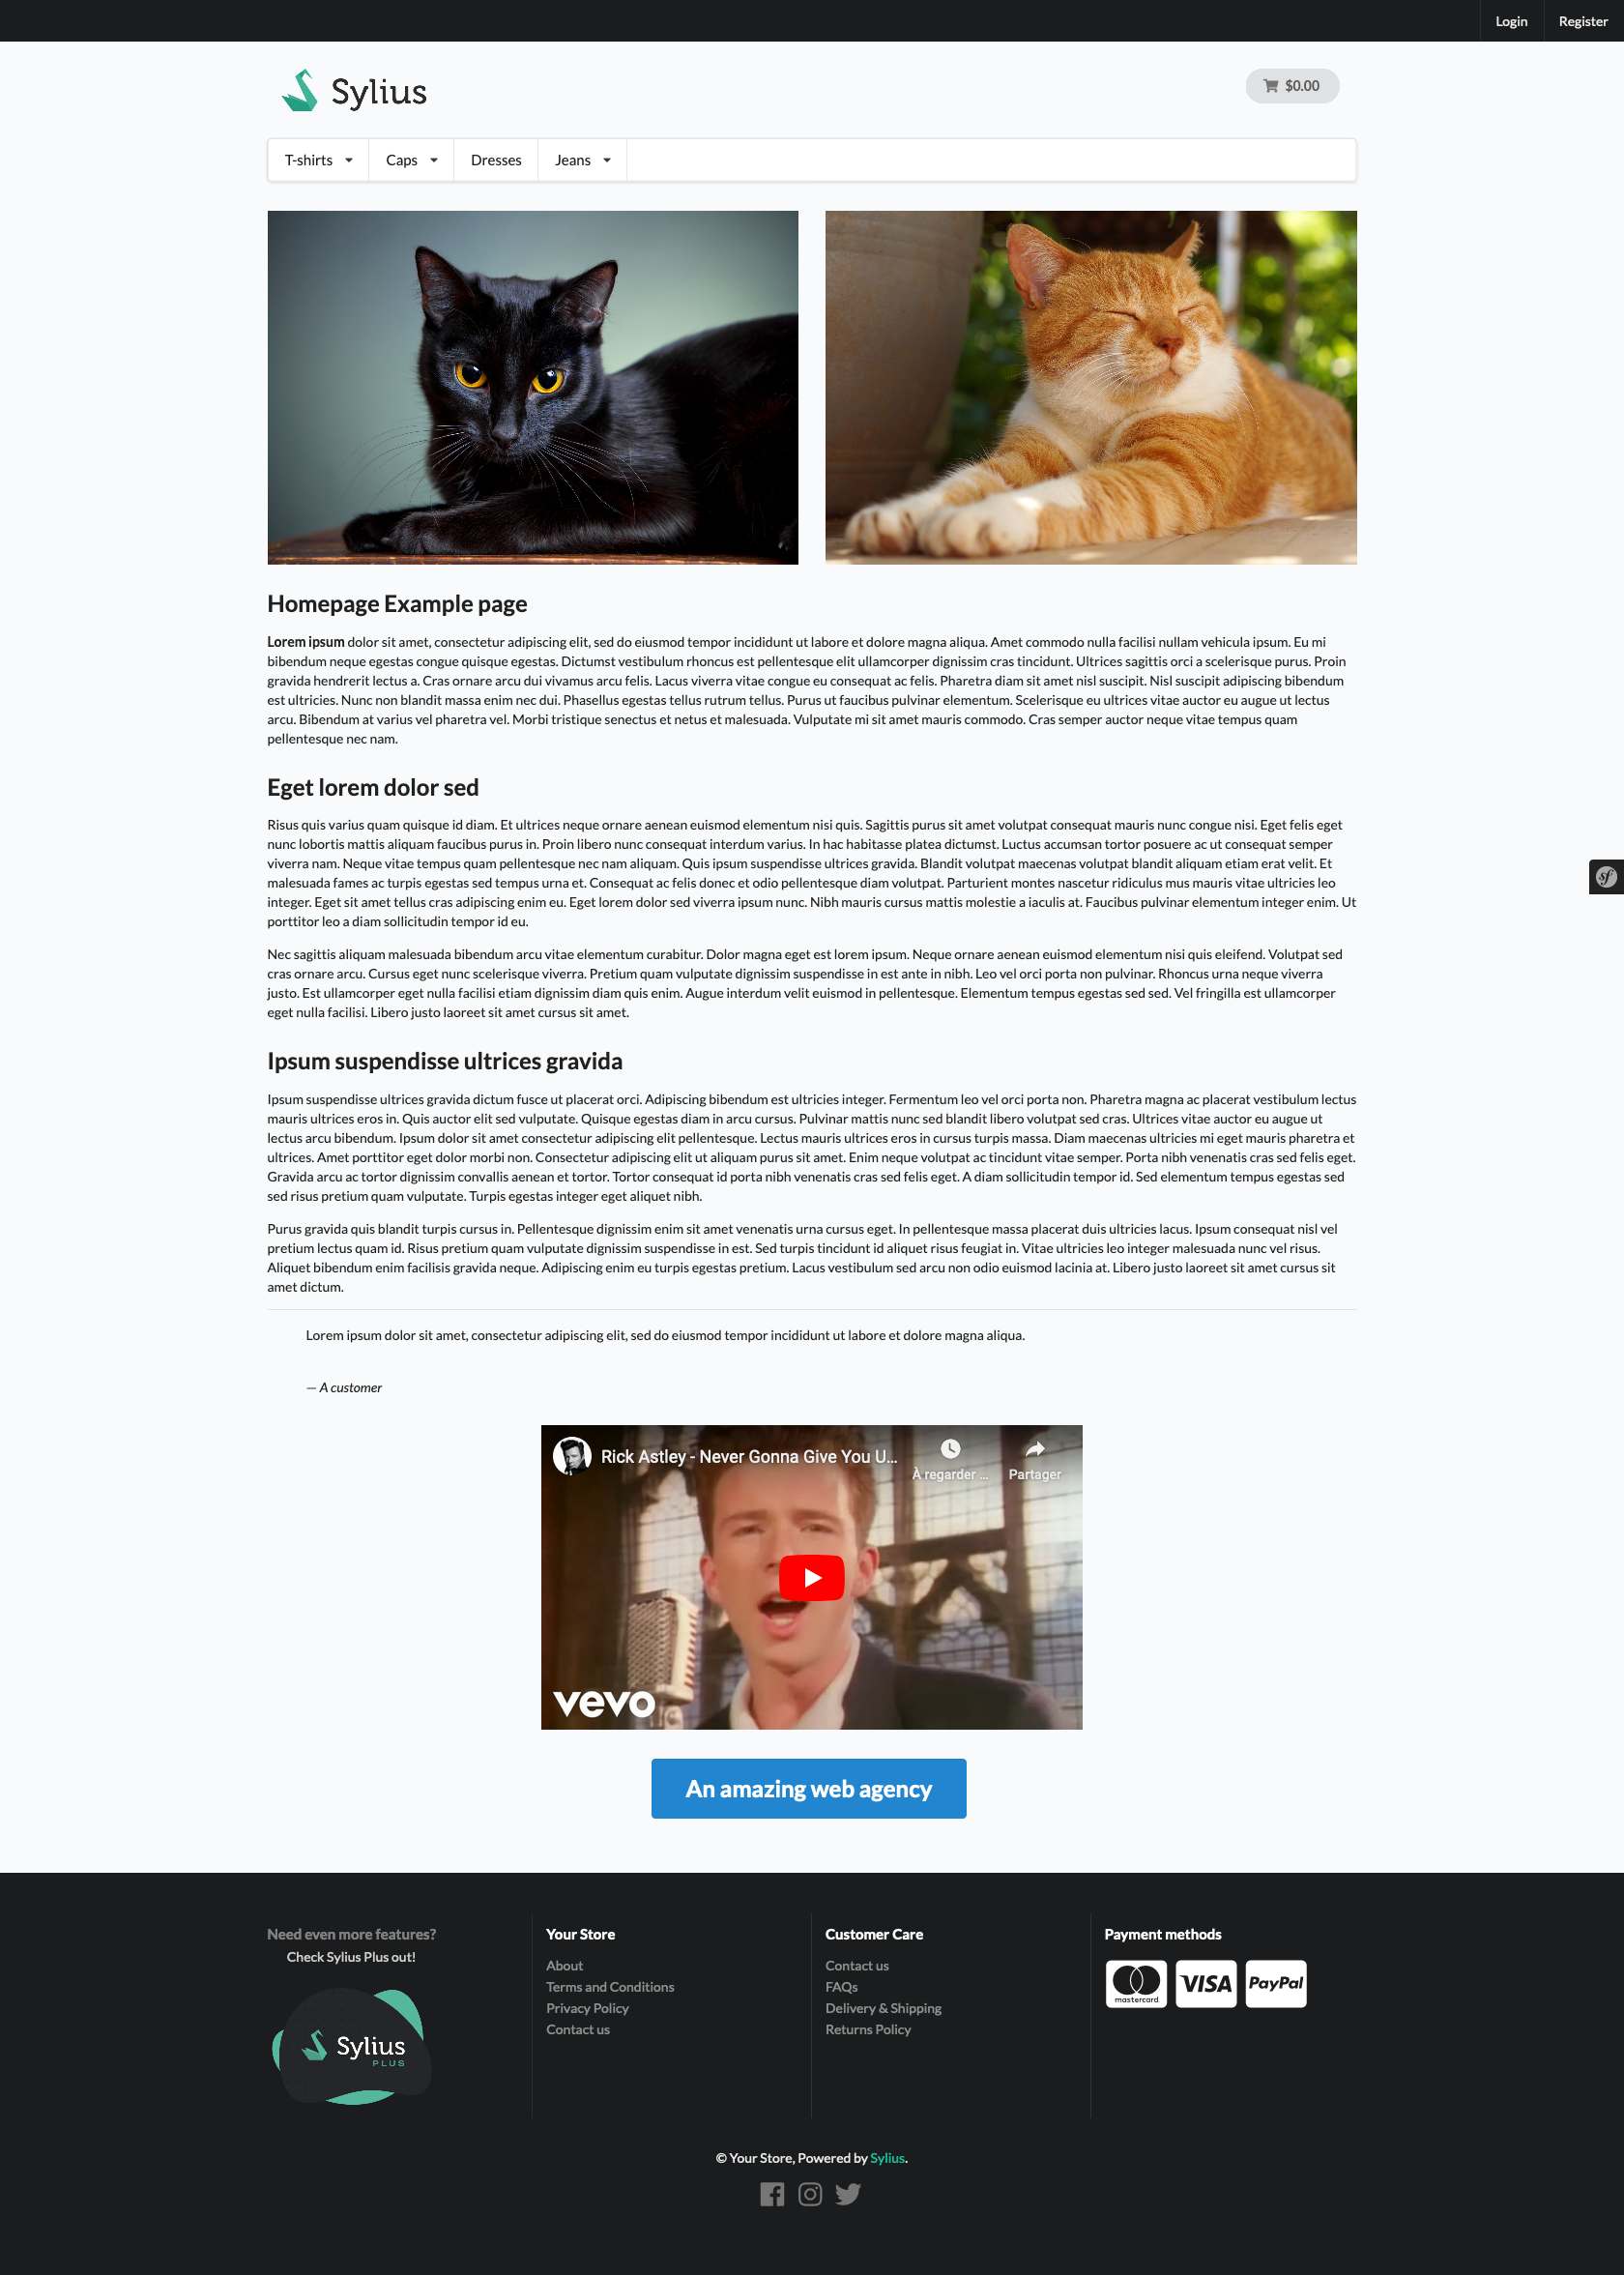 Login Register
Sylius
$0.00
T-shirts Caps Dresses Jeans
Homepage Example page
Lorem ipsum dolor sit amet, consectetur adipiscing elit, sed do eiusmod tempor incididunt ut labore et dolore magna aliqua. Amet commodo nulla facilisi nullam vehicula ipsum. Eu mi
bibendum neque egestas congue quisque egestas. Dictumst vestibulum rhoncus est pellentesque elit ullamcorper dignissim cras tincidunt. Ultrices sagittis orci a scelerisque purus. Proin
gravida hendrerit lectus a. Cras ornare arcu dui vivamus arcu felis. Lacus viverra vitae congue eu consequat ac felis. Pharetra diam sit amet nisl suscipit. Nisl suscipit adipiscing bibendum
est ultricies. Nunc non blandit massa enim nec dui. Phasellus egestas tellus rutrum tellus. Purus ut faucibus pulvinar elementum. Scelerisque eu ultrices vitae auctor eu augue ut lectus
arcu. Bibendum at varius vel pharetra vel. Morbi tristique senectus et netus et malesuada. Vulputate mi sit amet mauris commodo. Cras semper auctor neque vitae tempus quam
pellentesque nec nam.
Eget lorem dolor sed
Risus quis varius quam quisque id diam. Et ultrices neque ornare aenean euismod elementum nisi quis. Sagittis purus sit amet volutpat consequat mauris nunc congue nisi. Eget felis eget
nunc lobortis mattis aliquam faucibus purus in. Proin libero nunc consequat interdum varius. In hac habitasse platea dictumst. Luctus accumsan tortor posuere ac ut consequat semper
viverra nam. Neque vitae tempus quam pellentesque nec nam aliquam. Quis ipsum suspendisse ultrices gravida. Blandit volutpat maecenas volutpat blandit aliquam etiam erat velit. Et
malesuada fames ac turpis egestas sed tempus urna et. Consequat ac felis donec et odio pellentesque diam volutpat. Parturient montes nascetur ridiculus mus mauris vitae ultricies leo
integer. Eget sit amet tellus cras adipiscing enim eu. Eget lorem dolor sed viverra ipsum nunc. Nibh mauris cursus mattis molestie a iaculis at. Faucibus pulvinar elementum integer enim. Ut
porttitor leo a diam sollicitudin tempor id eu.
Nec sagittis aliquam malesuada bibendum arcu vitae elementum curabitur. Dolor magna eget est lorem ipsum. Neque ornare aenean euismod elementum nisi quis eleifend. Volutpat sed
cras ornare arcu. Cursus eget nunc scelerisque viverra. Pretium quam vulputate dignissim suspendisse in est ante in nibh. Leo vel orci porta non pulvinar. Rhoncus urna neque viverra
justo. Est ullamcorper eget nulla facilisi etiam dignissim diam quis enim. Augue interdum velit euismod in pellentesque. Elementum tempus egestas sed sed. Vel fringilla est ullamcorper
eget nulla facilisi. Libero justo laoreet sit amet cursus sit amet.
Ipsum suspendisse ultrices gravida
Ipsum suspendisse ultrices gravida dictum fusce ut placerat orci. Adipiscing bibendum est ultricies integer. Fermentum leo vel orci porta non. Pharetra magna ac placerat vestibulum lectus
mauris ultrices eros in. Quis auctor elit sed vulputate. Quisque egestas diam in arcu cursus. Pulvinar mattis nunc sed blandit libero volutpat sed cras. Ultrices vitae auctor eu augue ut
lectus arcu bibendum. Ipsum dolor sit amet consectetur adipiscing elit pellentesque. Lectus mauris ultrices eros in cursus turpis massa. Diam maecenas ultricies mi eget mauris pharetra et
ultrices. Amet porttitor eget dolor morbi non. Consectetur adipiscing elit ut aliquam purus sit amet. Enim neque volutpat ac tincidunt vitae semper. Porta nibh venenatis cras sed felis eget.
Gravida arcu ac tortor dignissim convallis aenean et tortor. Tortor consequat id porta nibh venenatis cras sed felis eget. A diam sollicitudin tempor id. Sed elementum tempus egestas sed
sed risus pretium quam vulputate. Turpis egestas integer eget aliquet nibh.
Purus gravida quis blandit turpis cursus in. Pellentesque dignissim enim sit amet venenatis urna cursus eget. In pellentesque massa placerat duis ultricies lacus. Ipsum consequat nisl vel
pretium lectus quam id. Risus pretium quam vulputate dignissim suspendisse in est. Sed turpis tincidunt id aliquet risus feugiat in. Vitae ultricies leo integer malesuada nunc vel risus.
Aliquet bibendum enim facilisis gravida neque. Adipiscing enim eu turpis egestas pretium. Lacus vestibulum sed arcu non odio euismod lacinia at. Libero justo laoreet sit amet cursus sit
amet dictum.
Lorem ipsum dolor sit amet, consectetur adipiscing elit, sed do eiusmod tempor incididunt ut labore et dolore magna aliqua.
— A customer
Rick Astley - Never Gonna Give You U...
À regarder ... Partager
vevo
An amazing web agency
Need even more features?
Check Sylius Plus out!
Sylius
PLUS
Your Store
About
Terms and Conditions
Privacy Policy
Contact us
Customer Care
Contact us
FAQs
Delivery & Shipping
Returns Policy
Payment methods
mastercard VISA PayPal
© Your Store, Powered by Sylius.